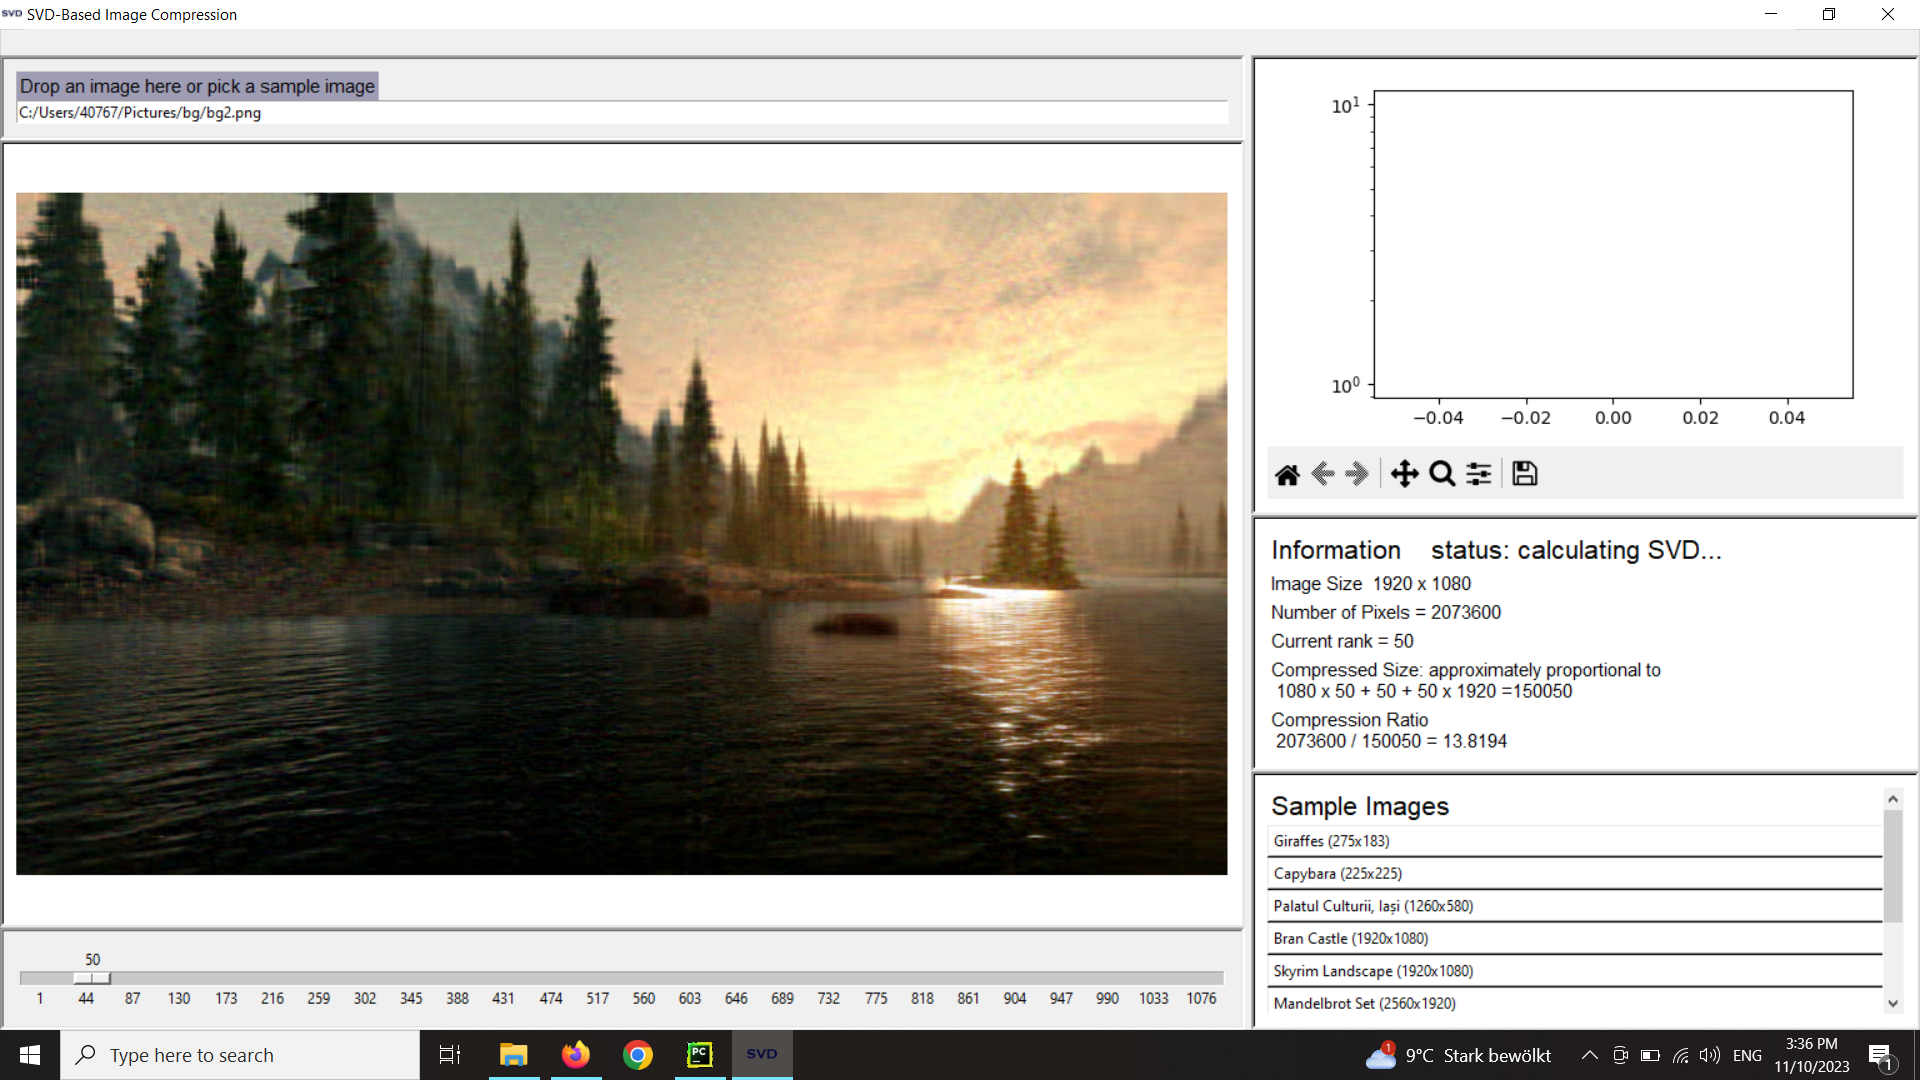 SVD SVD-Based Image Compression
Drop an image here or pick a sample image
C:/Users/40767/Pictures/bg/bg2.png
10¹
10⁰
−0.04 −0.02 0.00 0.02 0.04
Information status: calculating SVD...
Image Size 1920 x 1080
Number of Pixels = 2073600
Current rank = 50
Compressed Size: approximately proportional to
1080 x 50 + 50 + 50 x 1920 =150050
Compression Ratio
2073600 / 150050 = 13.8194
Sample Images
Giraffes (275x183)
Capybara (225x225)
Palatul Culturii, Iași (1260x580)
Bran Castle (1920x1080)
Skyrim Landscape (1920x1080)
Mandelbrot Set (2560x1920)
50
1 44 87 130 173 216 259 302 345 388 431 474 517 560 603 646 689 732 775 818 861 904 947 990 1033 1076
Type here to search
PC
SVD
1
9°C Stark bewölkt
ENG
3:36 PM
11/10/2023
1